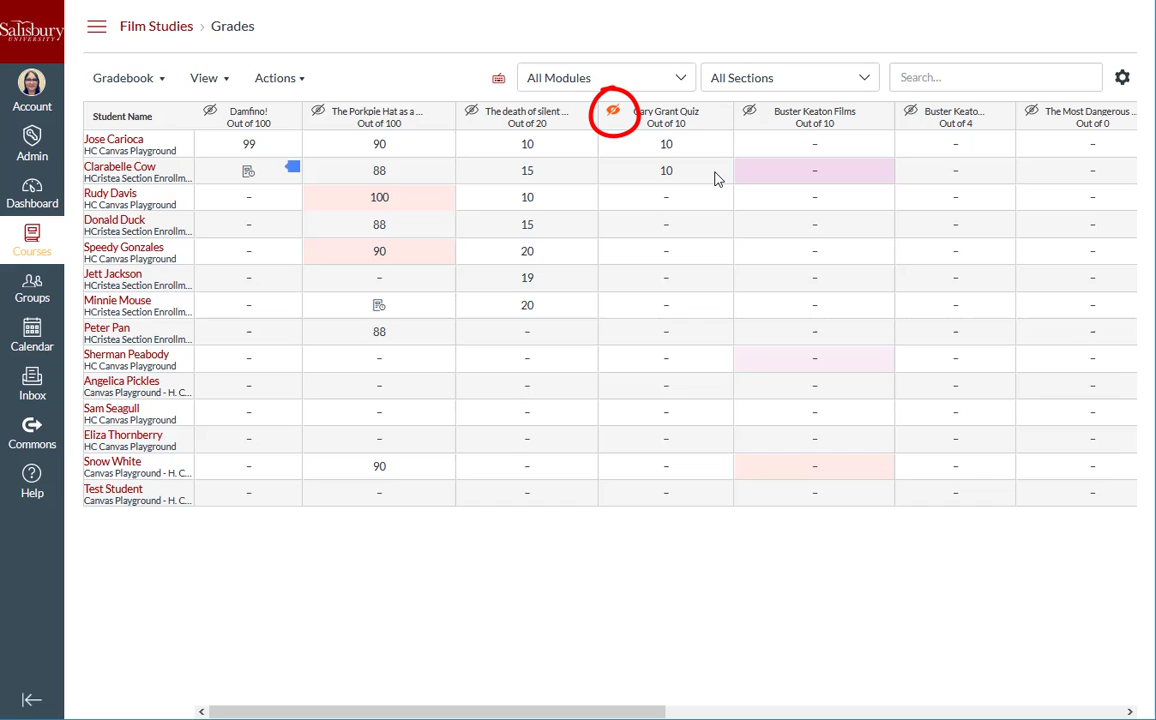 Salisbury
UNIVERSITY
Account
Admin
Dashboard
Courses
Groups
Calendar
Inbox
Commons
Help
Film Studies › Grades
Gradebook View Actions All Modules All Sections Search...
Student Name
Damfino!
Out of 100
The Porkpie Hat as a ...
Out of 100
The death of silent ...
Out of 20
Cary Grant Quiz
Out of 10
Buster Keaton Films
Out of 10
Buster Keato...
Out of 4
The Most Dangerous ...
Out of 0
Jose Carioca
HC Canvas Playground
99 90 10 10 – – –
Clarabelle Cow
HCristea Section Enrollm...
88 15 10 – – –
Rudy Davis
HC Canvas Playground
– 100 10 – – – –
Donald Duck
HCristea Section Enrollm...
– 88 15 – – – –
Speedy Gonzales
HC Canvas Playground
– 90 20 – – – –
Jett Jackson
HCristea Section Enrollm...
– – 19 – – – –
Minnie Mouse
HCristea Section Enrollm...
– 20 – – – –
Peter Pan
HCristea Section Enrollm...
– 88 – – – – –
Sherman Peabody
HC Canvas Playground
– – – – – – –
Angelica Pickles
Canvas Playground - H. C...
– – – – – – –
Sam Seagull
HC Canvas Playground
– – – – – – –
Eliza Thornberry
HC Canvas Playground
– – – – – – –
Snow White
Canvas Playground - H. C...
– 90 – – – – –
Test Student
Canvas Playground - H. C...
– – – – – – –